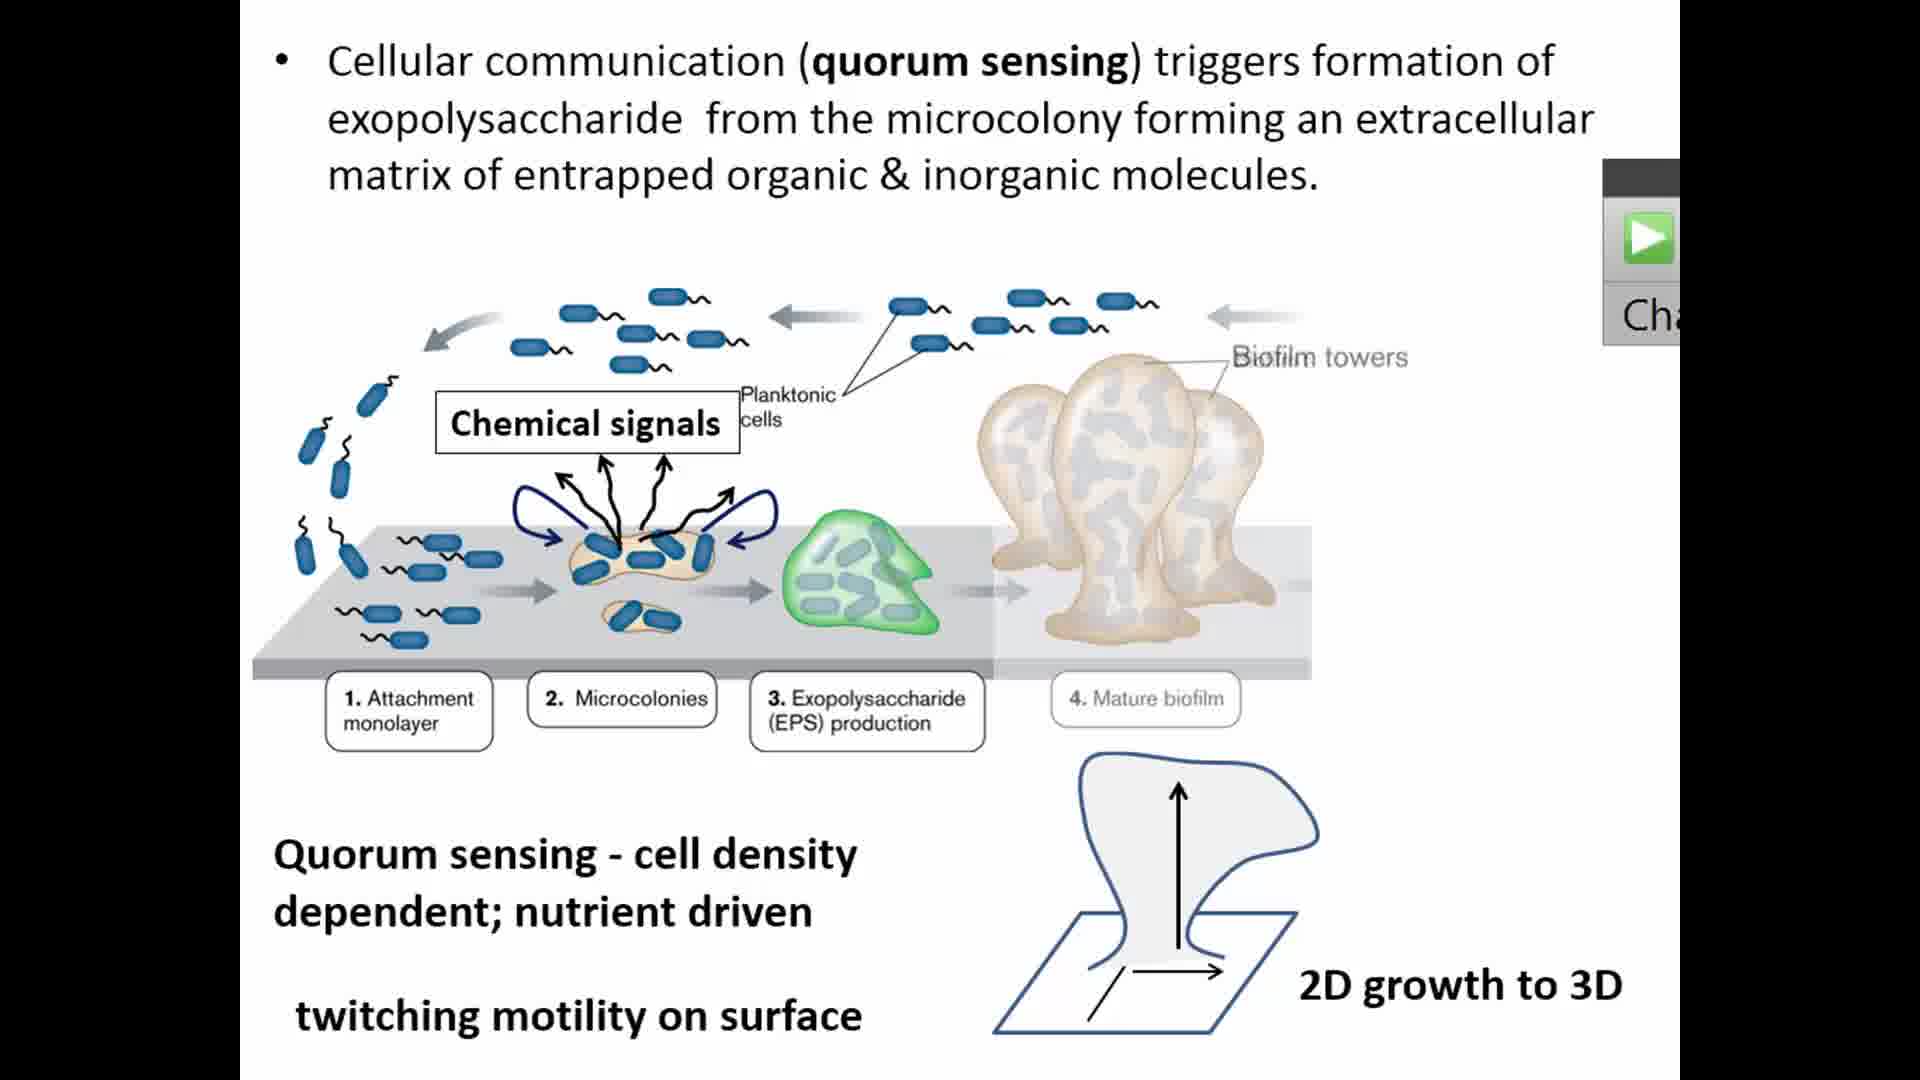 • Cellular communication (quorum sensing) triggers formation of
exopolysaccharide from the microcolony forming an extracellular
matrix of entrapped organic & inorganic molecules.
Biofilm towers
Planktonic
cells
Chemical signals
1. Attachment
monolayer
2. Microcolonies
3. Exopolysaccharide
(EPS) production
4. Mature biofilm
Quorum sensing - cell density
dependent; nutrient driven
twitching motility on surface
2D growth to 3D